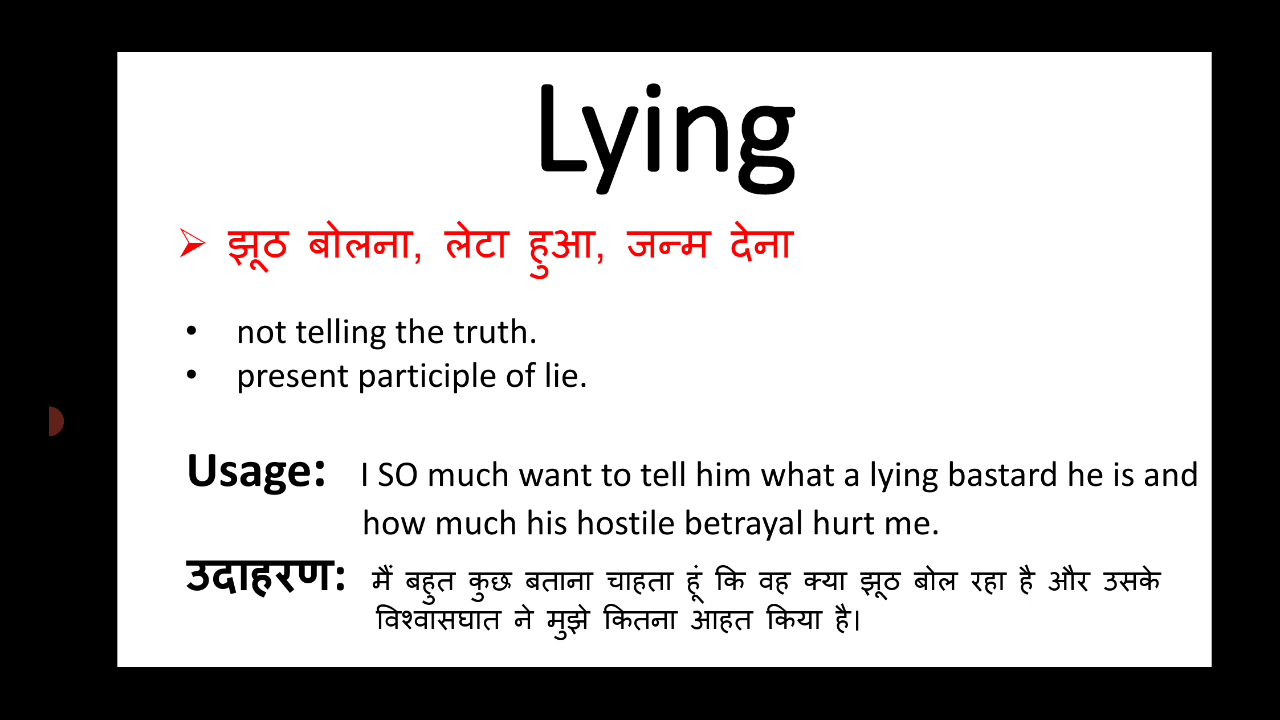 Lying
➢ झूठ बोलना, लेटा हुआ, जन्म देना
• not telling the truth.
• present participle of lie.
Usage: I SO much want to tell him what a lying bastard he is and
how much his hostile betrayal hurt me.
उदाहरण: मैं बहुत कुछ बताना चाहता हूं कि वह क्या झूठ बोल रहा है और उसके
विश्वासघात ने मुझे कितना आहत किया है।